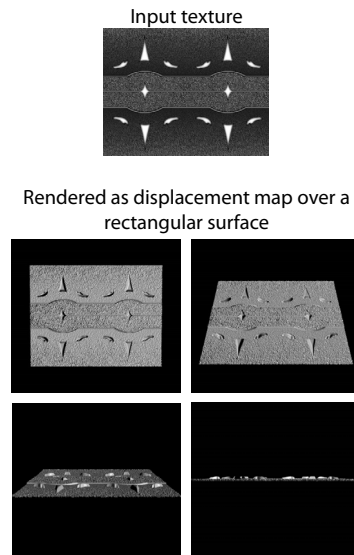 Input texture
Rendered as displacement map over a
rectangular surface